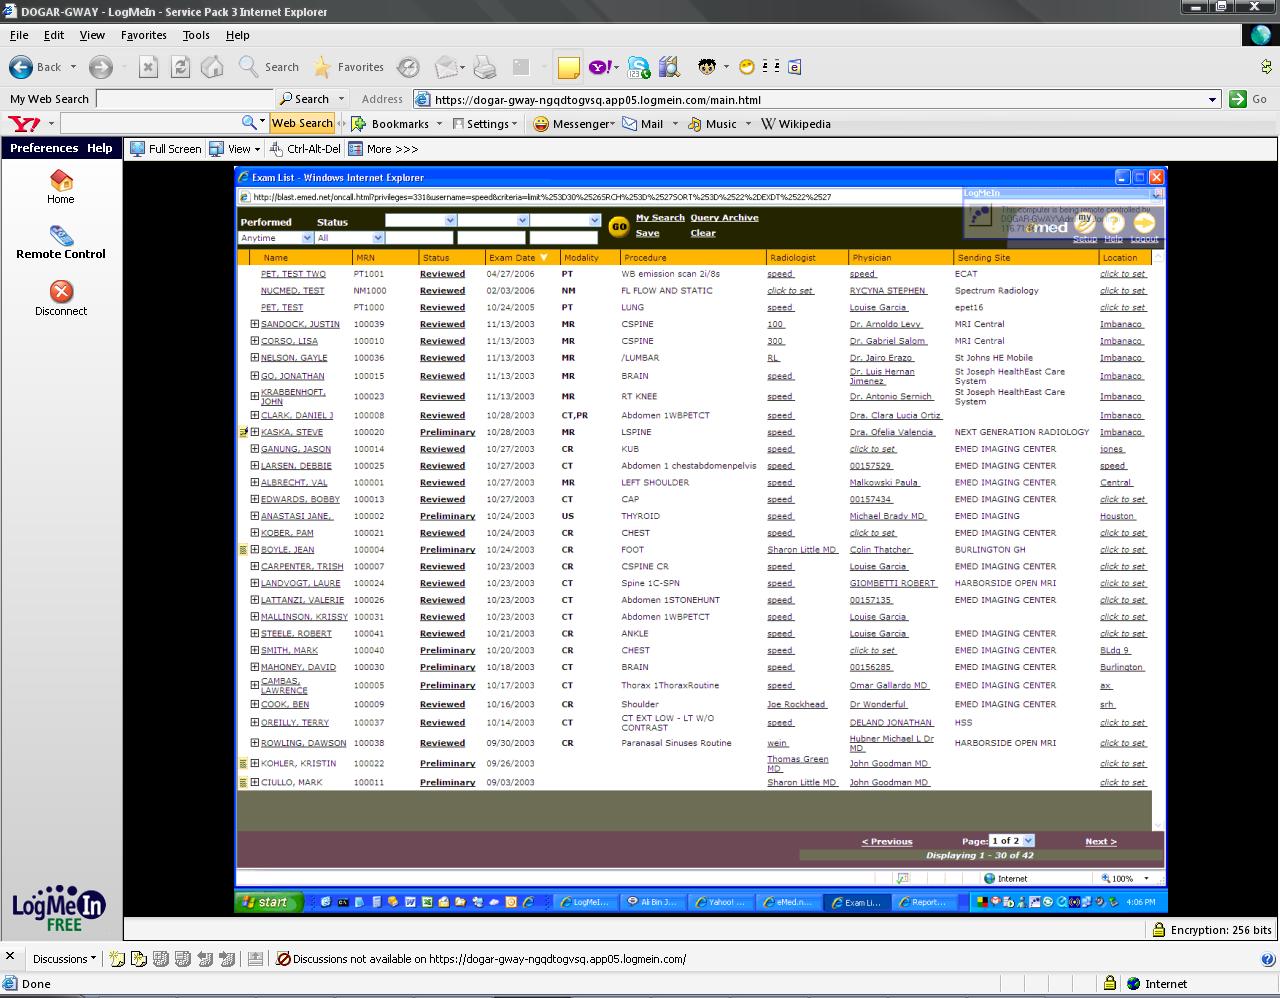 DOGAR-GWAY - LogMeIn - Service Pack 3 Internet Explorer
File Edit View Favorites Tools Help
Back Search Favorites
My Web Search Search Address https://dogar-gway-ngqdtogvsq.app05.logmein.com/main.html Go
Y! Web Search Bookmarks Settings Messenger Mail Music W Wikipedia
Preferences Help Full Screen View Ctrl-Alt-Del More >>>
Home
Remote Control
Disconnect
Exam List - Windows Internet Explorer
http://blast.emed.net/oncall.html?privileges=331&username=speed&criteria=limit%253D30%25265RCH%253D%25275ORT%253D%2522%2DEXDT%2522%2527
LogMeIn
This computer is being remote controlled by
Performed Status GO My Search Query Archive
Anytime All Save Clear
emed my Setup Help Logout
Name MRN Status Exam Date Modality Procedure Radiologist Physician Sending Site Location
PET, TEST TWO PT1001 Reviewed 04/27/2006 PT WB emission scan 2i/8s speed speed ECAT click to set
NUCMED, TEST NM1000 Reviewed 02/03/2006 NM FL FLOW AND STATIC click to set RYCYNA STEPHEN Spectrum Radiology click to set
PET, TEST PT1000 Reviewed 10/24/2005 PT LUNG speed Louise Garcia epet16 click to set
SANDOCK, JUSTIN 100039 Reviewed 11/13/2003 MR CSPINE 100 Dr. Arnoldo Levy MRI Central Imbanaco
CORSO, LISA 100010 Reviewed 11/13/2003 MR CSPINE 300 Dr. Gabriel Salom MRI Central Imbanaco
NELSON, GAYLE 100036 Reviewed 11/13/2003 MR /LUMBAR RL Dr. Jairo Erazo St Johns HE Mobile Imbanaco
GO, JONATHAN 100015 Reviewed 11/13/2003 MR BRAIN speed Dr. Luis Hernan Jimenez St Joseph HealthEast Care System Imbanaco
KRABBENHOFT, JOHN 100023 Reviewed 11/13/2003 MR RT KNEE speed Dr. Antonio Sernich St Joseph HealthEast Care System Imbanaco
CLARK, DANIEL J 100008 Reviewed 10/28/2003 CT,PR Abdomen 1WBPETCT speed Dra. Clara Lucia Ortiz Imbanaco
KASKA, STEVE 100020 Preliminary 10/28/2003 MR LSPINE speed Dra. Ofelia Valencia NEXT GENERATION RADIOLOGY Imbanaco
GANUNG, JASON 100014 Reviewed 10/27/2003 CR KUB speed click to set EMED IMAGING CENTER jones
LARSEN, DEBBIE 100025 Reviewed 10/27/2003 CT Abdomen 1 chestabdomenpelvis speed 00157529 EMED IMAGING CENTER speed
ALBRECHT, VAL 100001 Reviewed 10/27/2003 MR LEFT SHOULDER speed Malkowski Paula EMED IMAGING CENTER Central
EDWARDS, BOBBY 100013 Reviewed 10/27/2003 CT CAP speed 00157434 EMED IMAGING CENTER click to set
ANASTASI JANE, 100002 Preliminary 10/24/2003 US THYROID speed Michael Brady MD EMED IMAGING Houston
KOBER, PAM 100021 Reviewed 10/24/2003 CR CHEST speed click to set EMED IMAGING CENTER click to set
BOYLE, JEAN 100004 Preliminary 10/24/2003 CR FOOT Sharon Little MD Colin Thatcher BURLINGTON GH click to set
CARPENTER, TRISH 100007 Reviewed 10/23/2003 CR CSPINE CR speed Louise Garcia EMED IMAGING CENTER click to set
LANDVOGT, LAURE 100024 Reviewed 10/23/2003 CT Spine 1C-SPN speed GIOMBETTI ROBERT HARBORSIDE OPEN MRI click to set
LATTANZI, VALERIE 100026 Reviewed 10/23/2003 CT Abdomen 1STONEHUNT speed 00157135 EMED IMAGING CENTER click to set
MALLINSON, KRISSY 100031 Reviewed 10/23/2003 CT Abdomen 1WBPETCT speed Louise Garcia click to set
STEELE, ROBERT 100041 Reviewed 10/21/2003 CR ANKLE speed Louise Garcia EMED IMAGING CENTER click to set
SMITH, MARK 100040 Preliminary 10/20/2003 CR CHEST speed click to set EMED IMAGING CENTER BLdg 9
MAHONEY, DAVID 100030 Preliminary 10/18/2003 CT BRAIN speed 00156285 EMED IMAGING CENTER Burlington
CAMBAS, LAWRENCE 100005 Preliminary 10/17/2003 CT Thorax 1ThoraxRoutine speed Omar Gallardo MD EMED IMAGING CENTER ax
COOK, BEN 100009 Reviewed 10/16/2003 CR Shoulder Joe Rockhead Dr Wonderful EMED IMAGING CENTER srh
OREILLY, TERRY 100037 Reviewed 10/14/2003 CT CT EXT LOW - LT W/O CONTRAST speed DELAND JONATHAN HSS click to set
ROWLING, DAWSON 100038 Reviewed 09/30/2003 CR Paranasal Sinuses Routine wein Hubner Michael L Dr MD HARBORSIDE OPEN MRI click to set
KOHLER, KRISTIN 100022 Preliminary 09/26/2003 Thomas Green MD John Goodman MD click to set
CIULLO, MARK 100011 Preliminary 09/03/2003 Sharon Little MD John Goodman MD click to set
< Previous Page: 1 of 2 Next >
Displaying 1 - 30 of 42
Internet 100%
start LogMeI... Ali Bin J... Yahoo! ... eMed.n... Exam Li... Report... 4:06 PM
LogMeIn FREE
Encryption: 256 bits
Discussions Discussions not available on https://dogar-gway-ngqdtogvsq.app05.logmein.com/
Done Internet